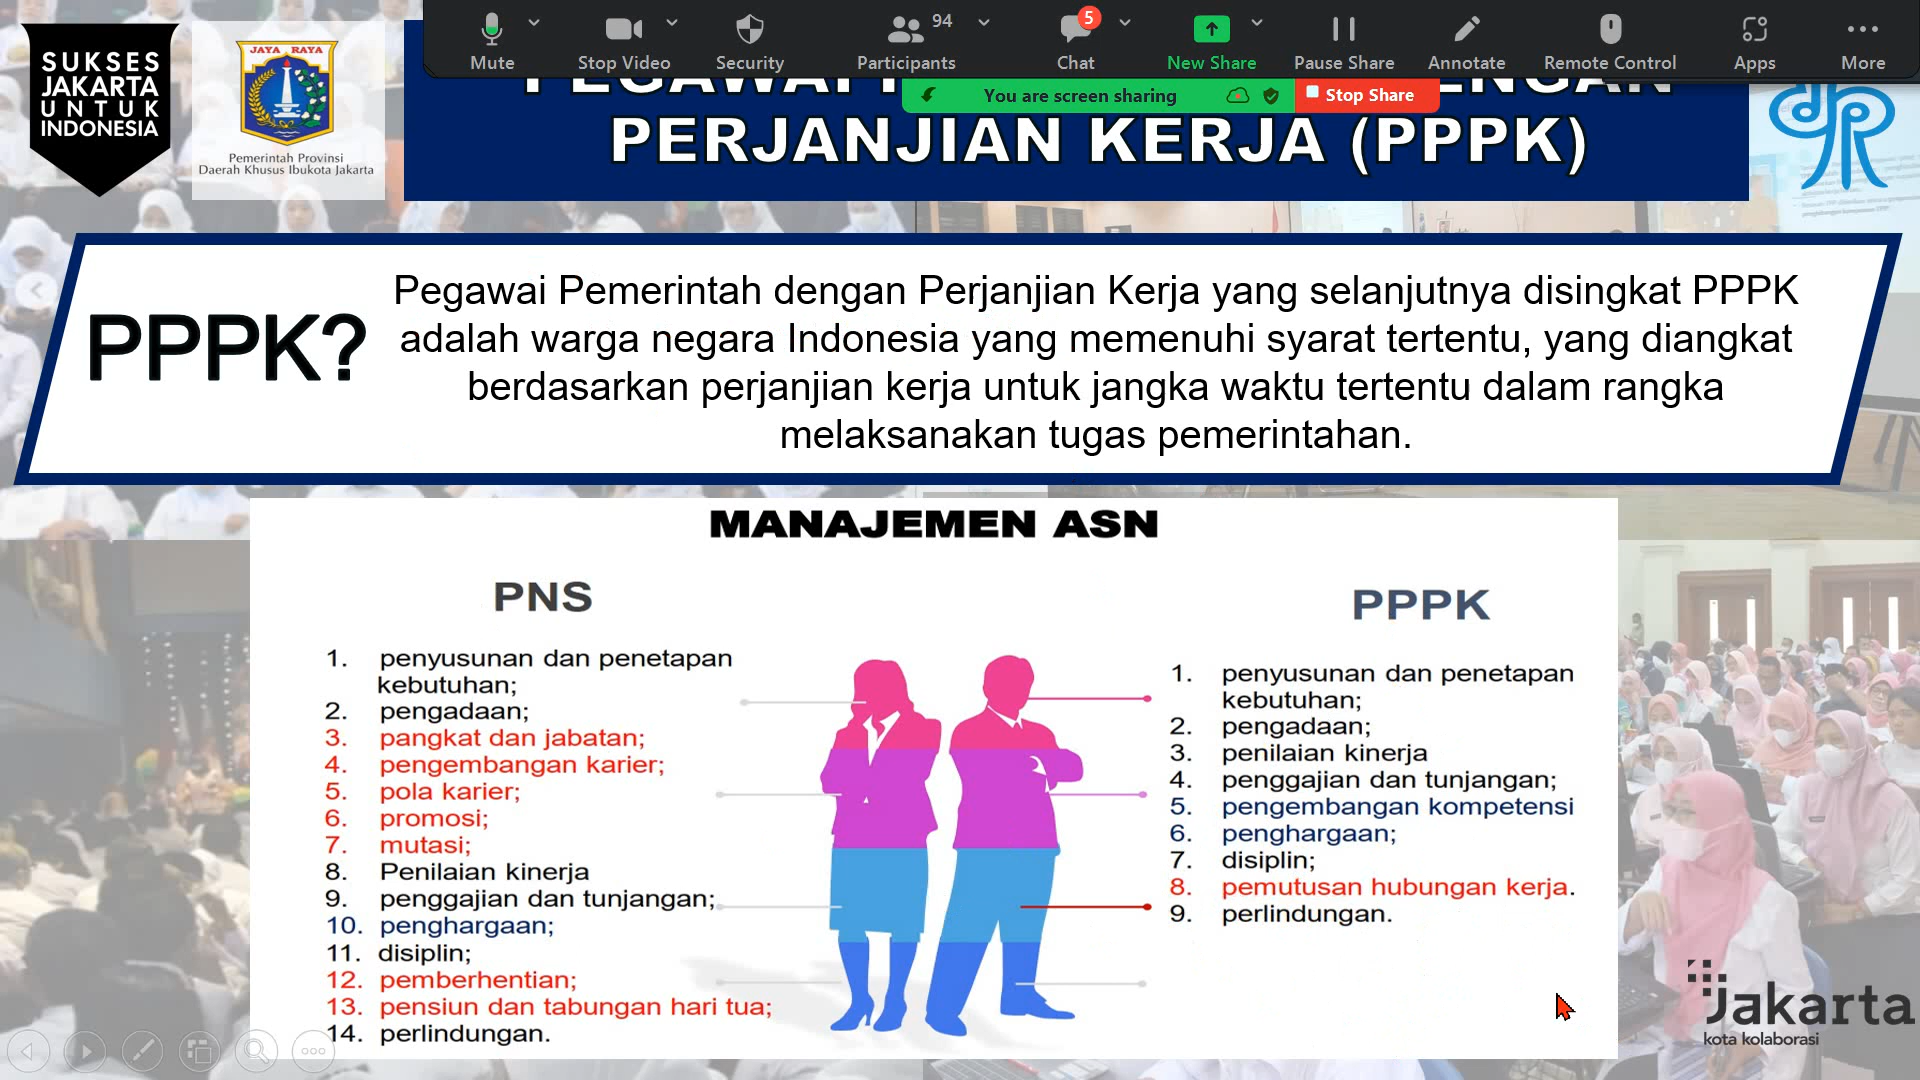 Mute
Stop Video
Security
Participants
94
Chat
5
New Share
Pause Share
Annotate
Remote Control
Apps
More
You are screen sharing
Stop Share
SUKSES
JAKARTA
UNTUK
INDONESIA
JAYA RAYA
Pemerintah Provinsi
Daerah Khusus Ibukota Jakarta
PERJANJIAN KERJA (PPPK)
PPPK?
Pegawai Pemerintah dengan Perjanjian Kerja yang selanjutnya disingkat PPPK
adalah warga negara Indonesia yang memenuhi syarat tertentu, yang diangkat
berdasarkan perjanjian kerja untuk jangka waktu tertentu dalam rangka
melaksanakan tugas pemerintahan.
MANAJEMEN ASN
PNS
1. penyusunan dan penetapan
kebutuhan;
2. pengadaan;
3. pangkat dan jabatan;
4. pengembangan karier;
5. pola karier;
6. promosi;
7. mutasi;
8. Penilaian kinerja
9. penggajian dan tunjangan;
10. penghargaan;
11. disiplin;
12. pemberhentian;
13. pensiun dan tabungan hari tua;
14. perlindungan.
PPPK
1. penyusunan dan penetapan
kebutuhan;
2. pengadaan;
3. penilaian kinerja
4. penggajian dan tunjangan;
5. pengembangan kompetensi
6. penghargaan;
7. disiplin;
8. pemutusan hubungan kerja.
9. perlindungan.
Jakarta
kota kolaborasi